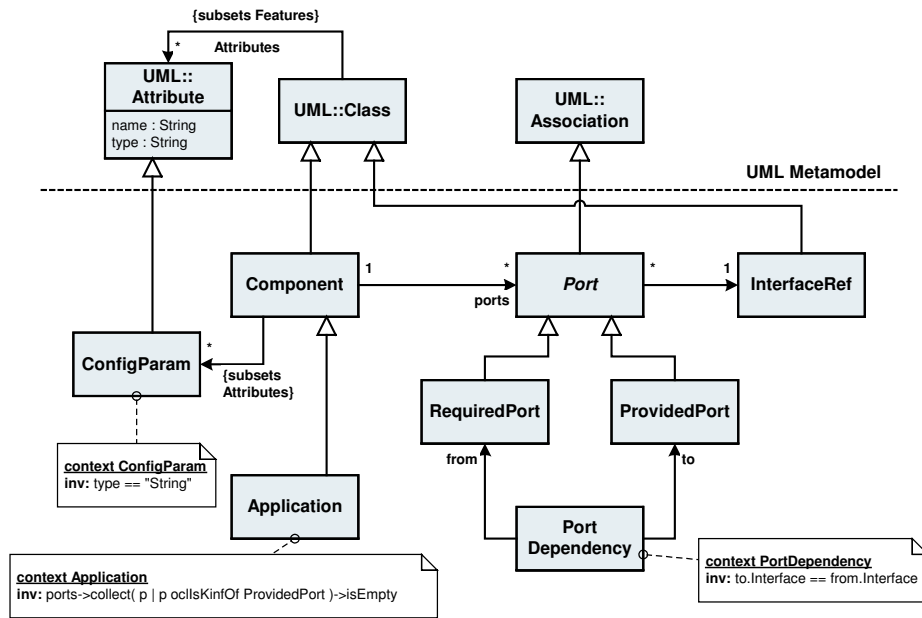 {subsets Features}
*
Attributes
UML::
Attribute
name : String
type : String
UML::Class
UML::
Association
UML Metamodel
Component
1
*
ports
Port
*
1
InterfaceRef
ConfigParam
*
{subsets
Attributes}
RequiredPort
ProvidedPort
from
to
context ConfigParam
inv: type == "String"
Application
Port
Dependency
context PortDependency
inv: to.Interface == from.Interface
context Application
inv: ports->collect( p | p oclIsKinfOf ProvidedPort )->isEmpty